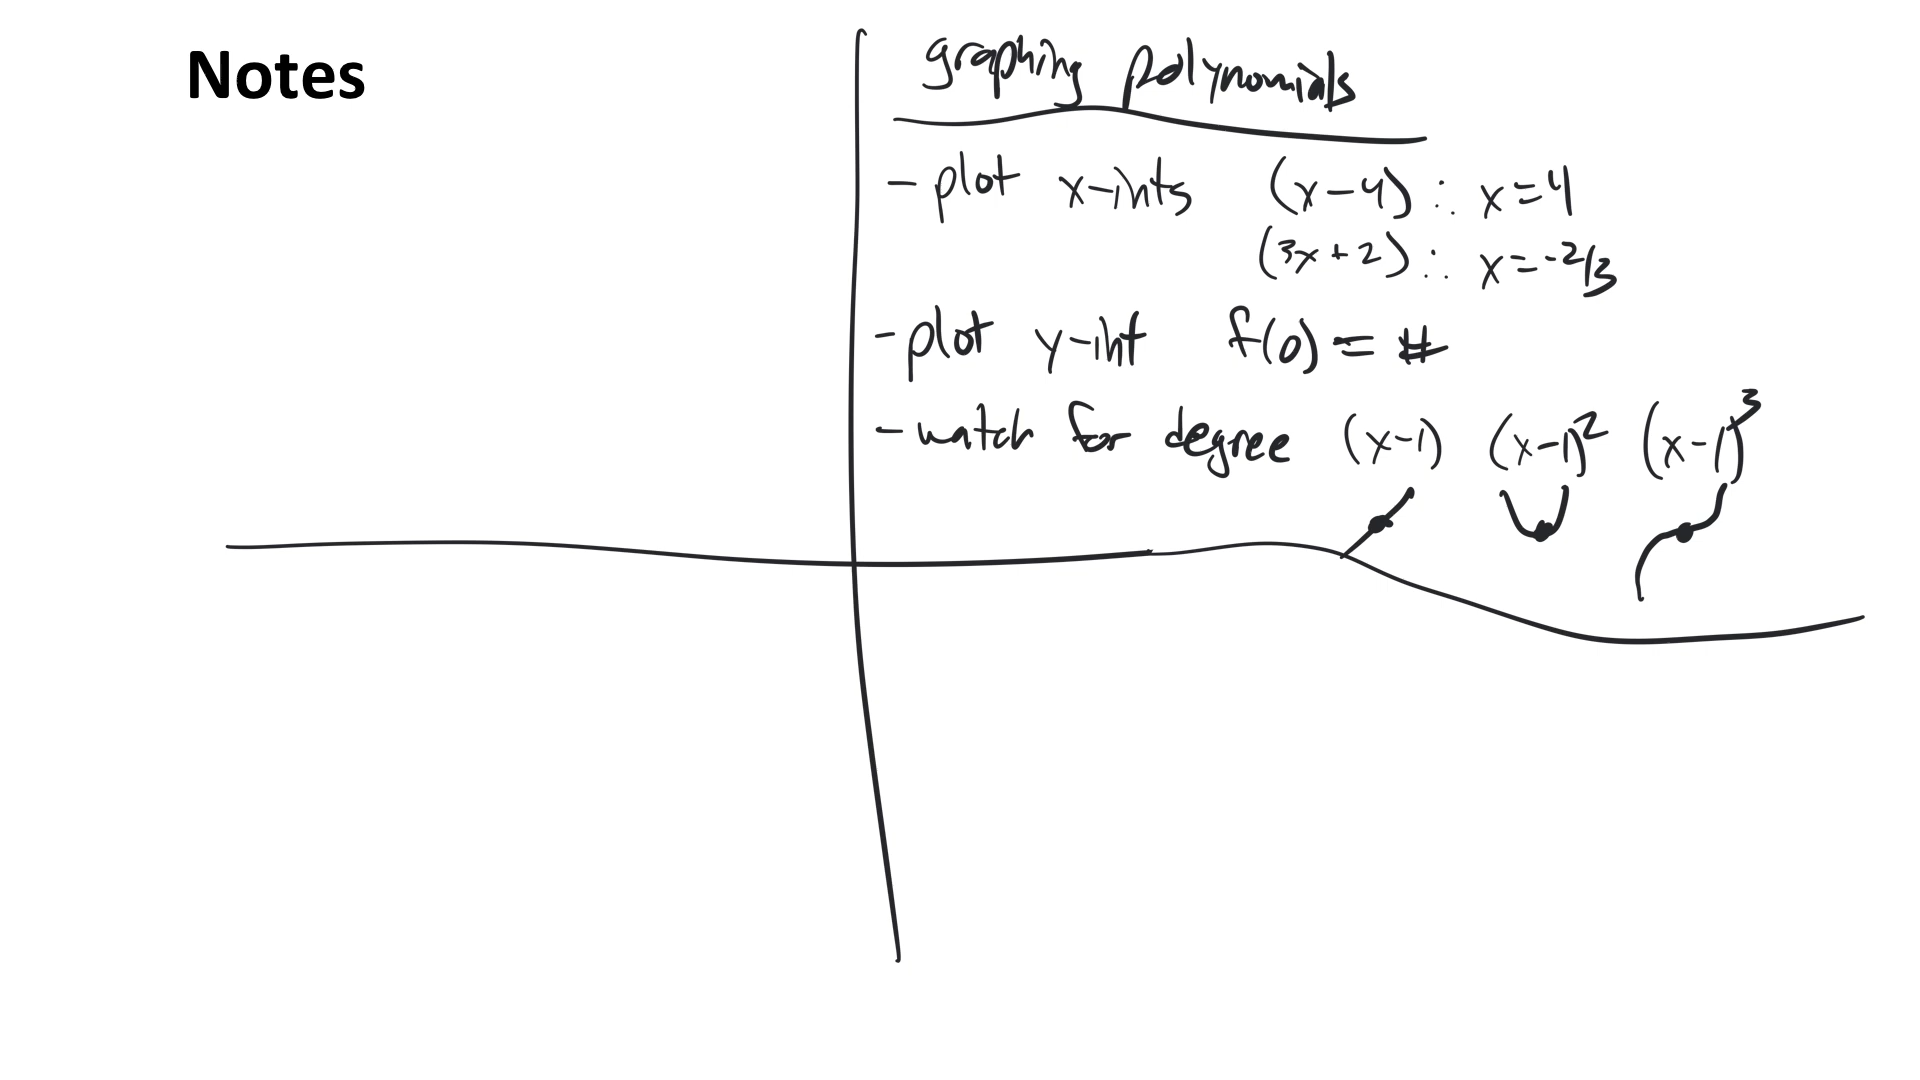 Notes
graphing polynomials
- plot x-ints (x-4) ∴ x=4
(3x+2) ∴ x=-2/3
- plot y-int f(0) = #
- watch for degree (x-1) (x-1)² (x-1)³